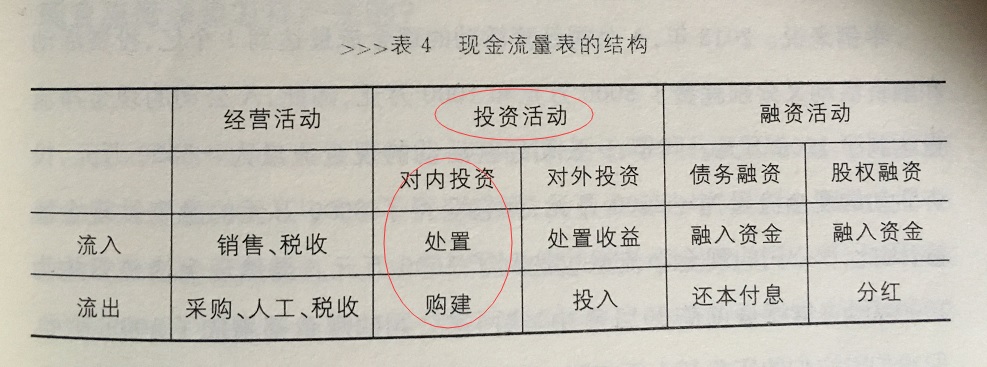 >>>表4 现金流量表的结构
经营活动 投资活动 融资活动
对内投资 对外投资 债务融资 股权融资
流入 销售、税收 处置 处置收益 融入资金 融入资金
流出 采购、人工、税收 购建 投入 还本付息 分红